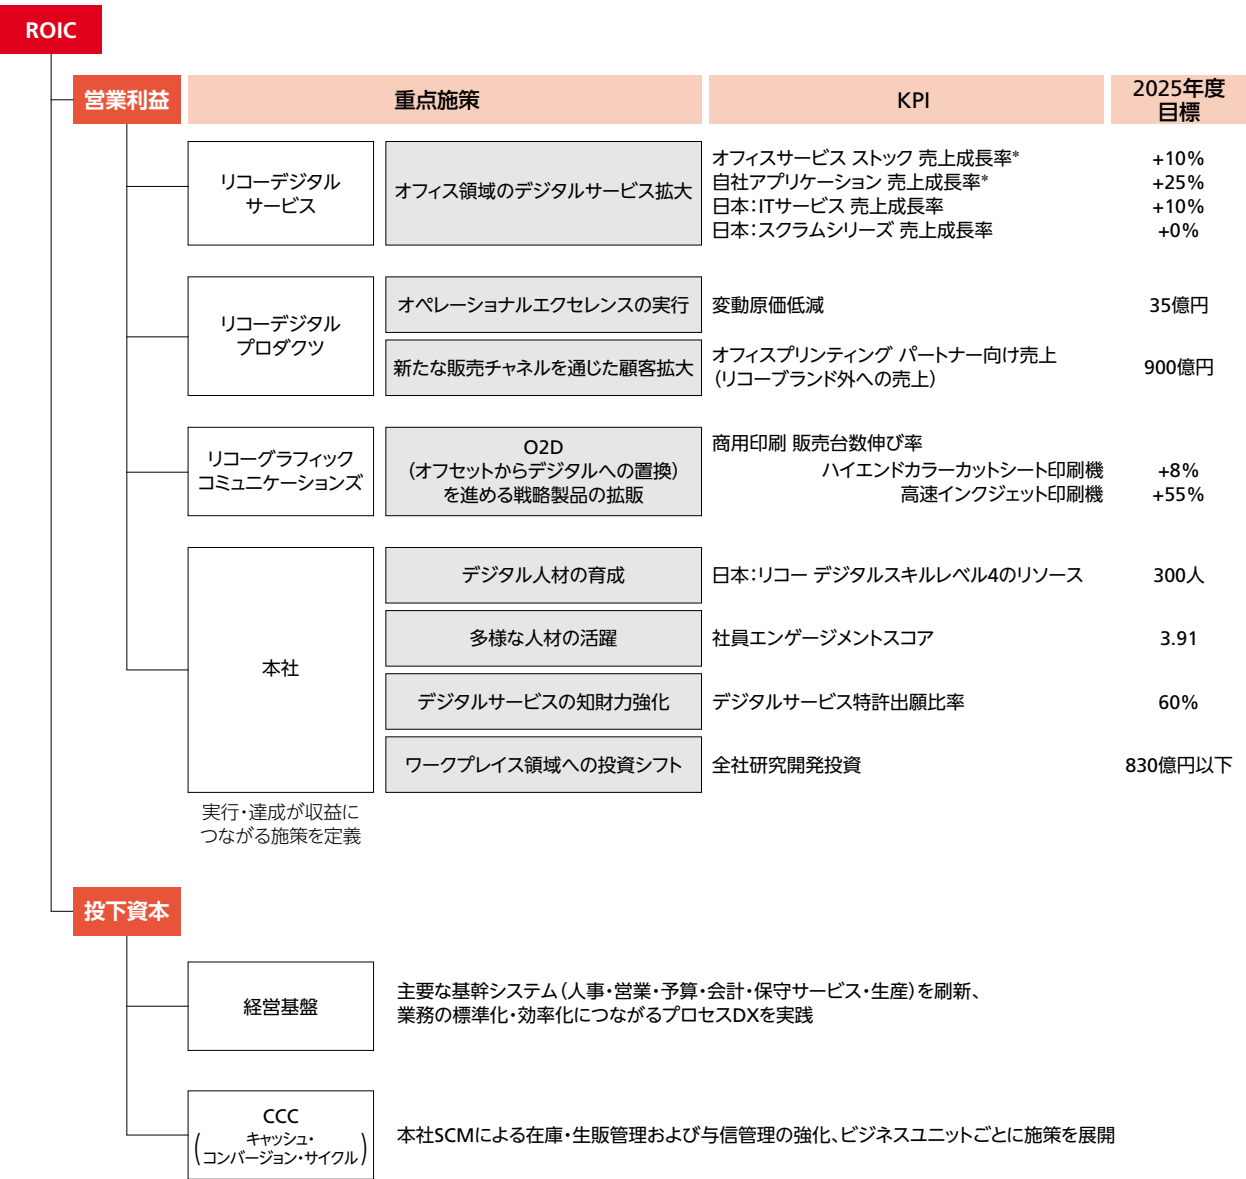 ROIC
営業利益
重点施策
KPI
2025年度
目標
リコーデジタル
サービス
オフィス領域のデジタルサービス拡大
オフィスサービス ストック 売上成長率* +10%
自社アプリケーション 売上成長率* +25%
日本：ITサービス 売上成長率 +10%
日本：スクラムシリーズ 売上成長率 +0%
リコーデジタル
プロダクツ
オペレーショナルエクセレンスの実行
変動原価低減 35億円
新たな販売チャネルを通じた顧客拡大
オフィスプリンティング パートナー向け売上
（リコーブランド外への売上）
900億円
リコーグラフィック
コミュニケーションズ
O2D
（オフセットからデジタルへの置換）
を進める戦略製品の拡販
商用印刷 販売台数伸び率
ハイエンドカラーカットシート印刷機 +8%
高速インクジェット印刷機 +55%
本社
デジタル人材の育成
日本：リコー デジタルスキルレベル4のリソース 300人
多様な人材の活躍
社員エンゲージメントスコア 3.91
デジタルサービスの知財力強化
デジタルサービス特許出願比率 60%
ワークプレイス領域への投資シフト
全社研究開発投資 830億円以下
実行・達成が収益に
つながる施策を定義
投下資本
経営基盤
主要な基幹システム（人事・営業・予算・会計・保守サービス・生産）を刷新、
業務の標準化・効率化につながるプロセスDXを実践
CCC
（キャッシュ・
コンバージョン・サイクル）
本社SCMによる在庫・生販管理および与信管理の強化、ビジネスユニットごとに施策を展開